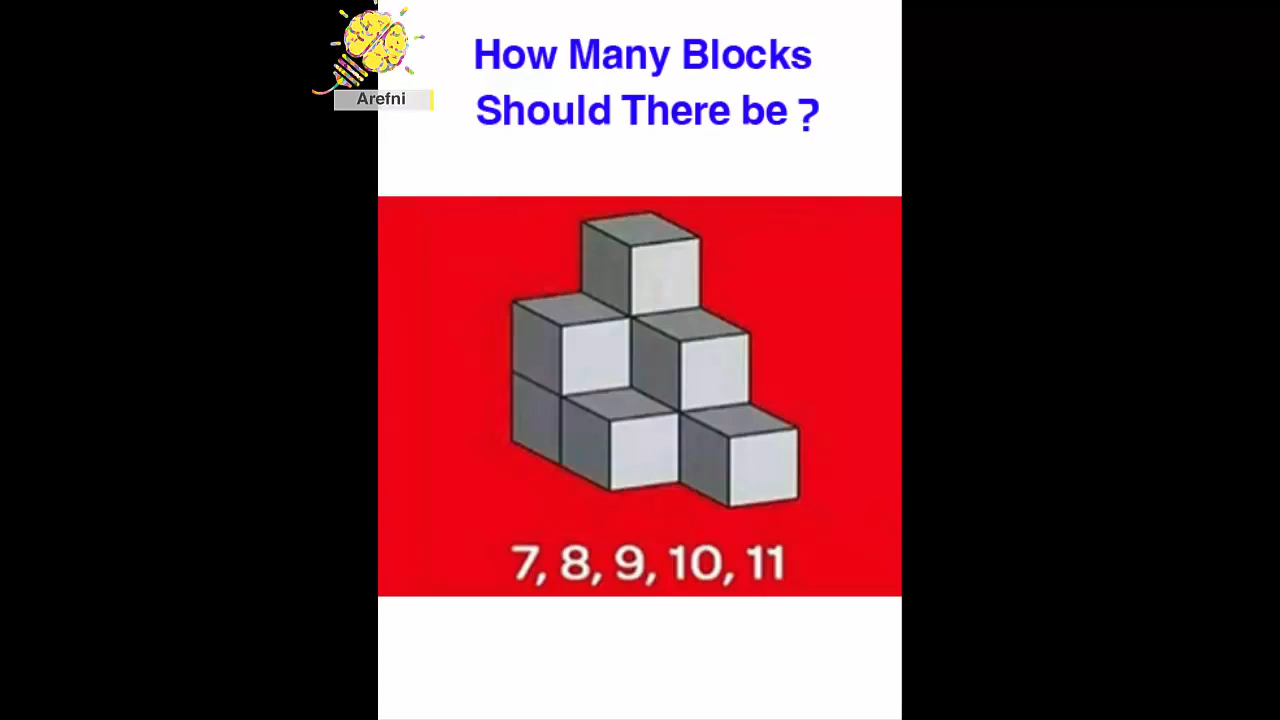 Arefni
How Many Blocks
Should There be ?
7, 8, 9, 10, 11